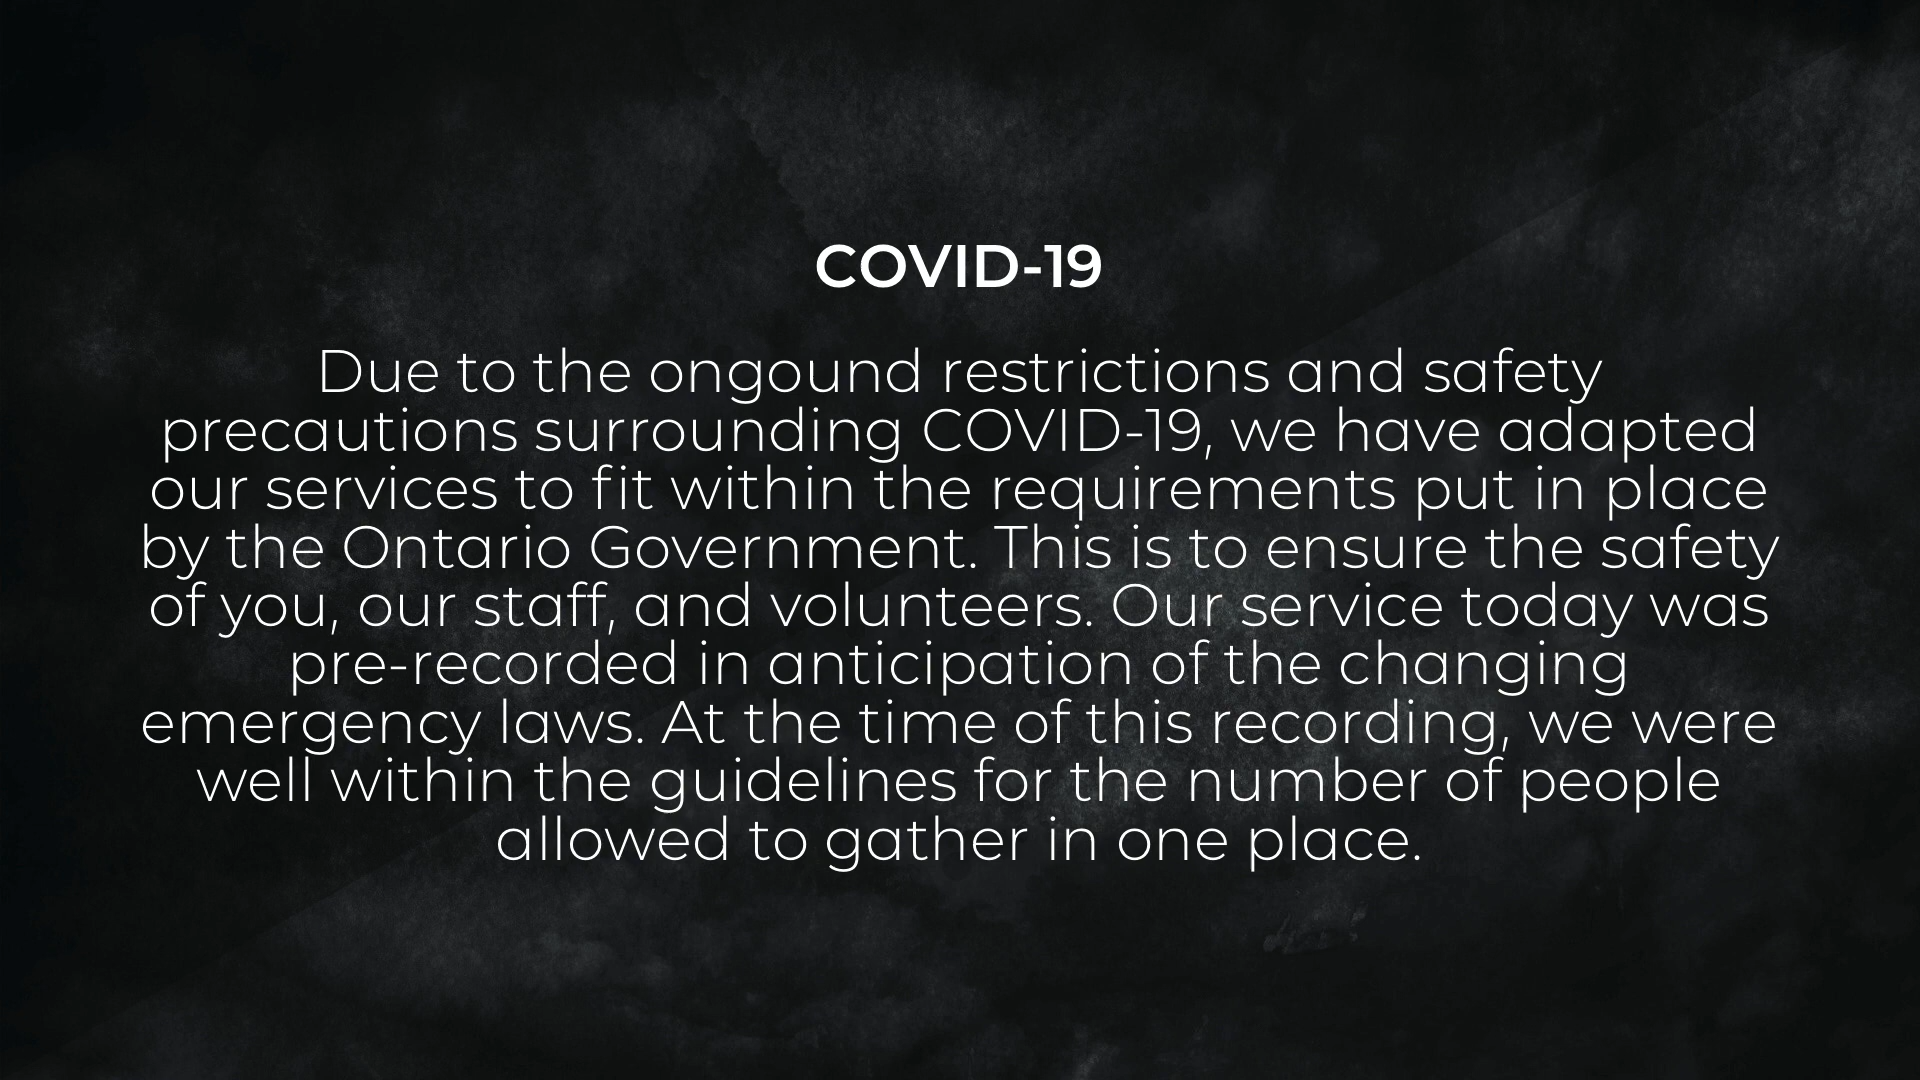 COVID-19
Due to the ongound restrictions and safety
precautions surrounding COVID-19, we have adapted
our services to fit within the requirements put in place
by the Ontario Government. This is to ensure the safety
of you, our staff, and volunteers. Our service today was
pre-recorded in anticipation of the changing
emergency laws. At the time of this recording, we were
well within the guidelines for the number of people
allowed to gather in one place.